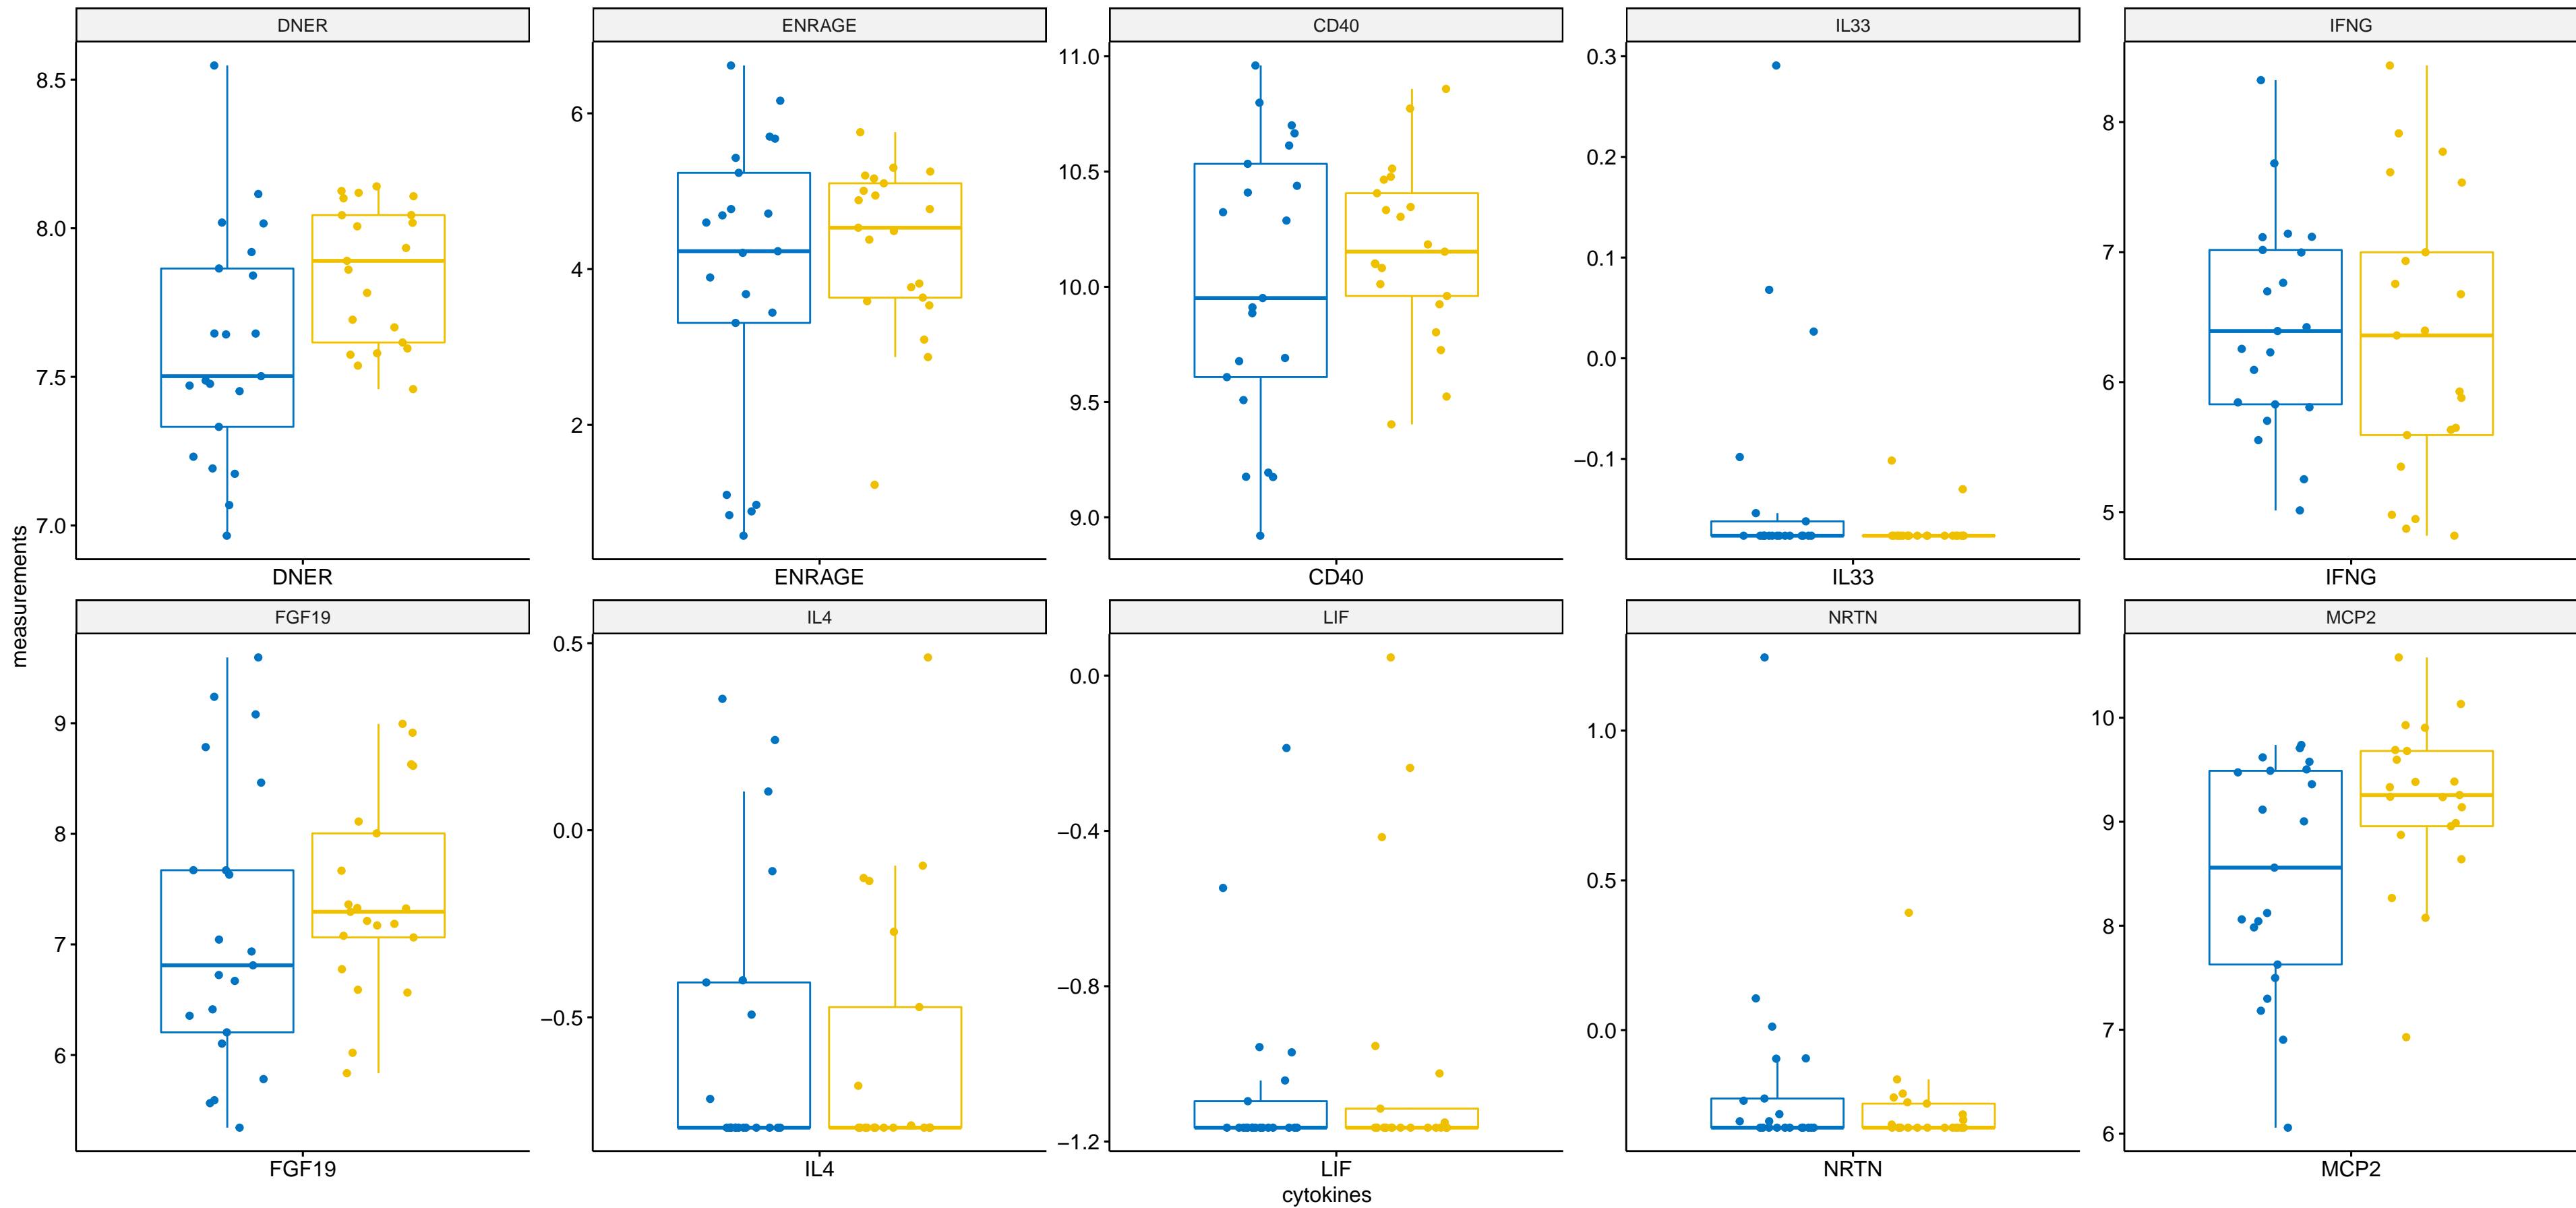 DNER ENRAGE CD40 IL33 IFNG
8.5 8.0 7.5 7.0
6 4 2
11.0 10.5 10.0 9.5 9.0
0.3 0.2 0.1 0.0 −0.1
8 7 6 5
DNER ENRAGE CD40 IL33 IFNG
measurements
FGF19 IL4 LIF NRTN MCP2
9 8 7 6
0.5 0.0 −0.5
0.0 −0.4 −0.8 −1.2
1.0 0.5 0.0
10 9 8 7 6
FGF19 IL4 LIF NRTN MCP2
cytokines